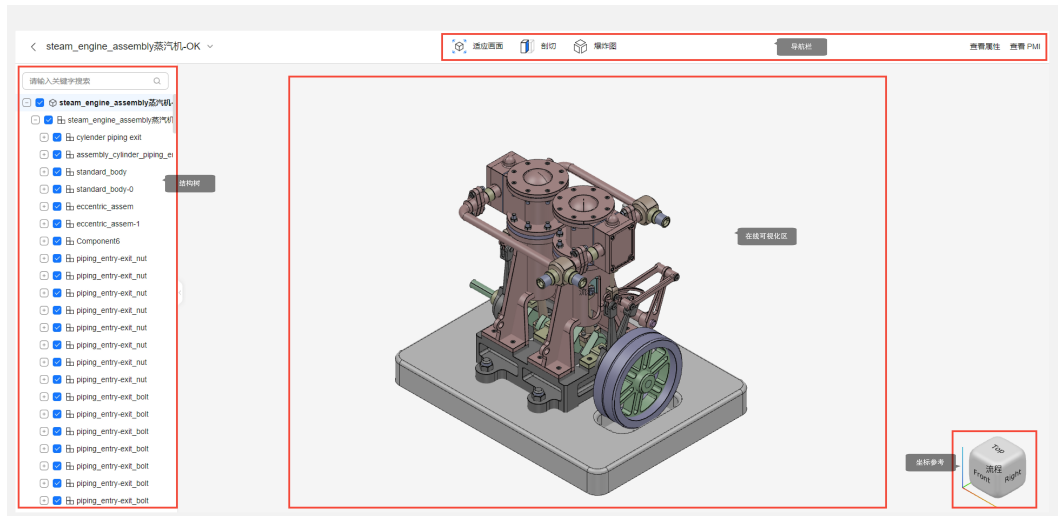 steam_engine_assembly蒸汽机-OK
适应画面
剖切
爆炸图
导航栏
查看属性
查看 PMI
请输入关键字搜索
steam_engine_assembly蒸汽机-
steam_engine_assembly蒸汽机
cylender piping exit
assembly_cylinder_piping_e
standard_body
standard_body-0
结构树
eccentric_assem
eccentric_assem-1
Component6
在线可视化区
piping_entry-exit_nut
piping_entry-exit_nut
piping_entry-exit_nut
piping_entry-exit_nut
piping_entry-exit_nut
piping_entry-exit_nut
piping_entry-exit_nut
piping_entry-exit_nut
piping_entry-exit_bolt
piping_entry-exit_bolt
piping_entry-exit_bolt
piping_entry-exit_bolt
piping_entry-exit_bolt
piping_entry-exit_bolt
piping_entry-exit_bolt
坐标参考
Top
流程
Front
Right